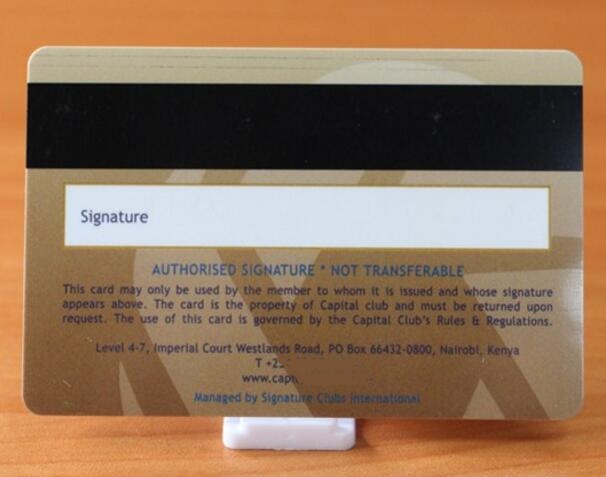 Signature
AUTHORISED SIGNATURE * NOT TRANSFERABLE
This card may only be used by the member to whom it is issued and whose signature
appears above. The card is the property of Capital club and must be returned upon
request. The use of this card is governed by the Capital Club's Rules & Regulations.
Level 4-7, Imperial Court Westlands Road, PO Box 66432-0800, Nairobi, Kenya
T
Managed by Signature Clubs International